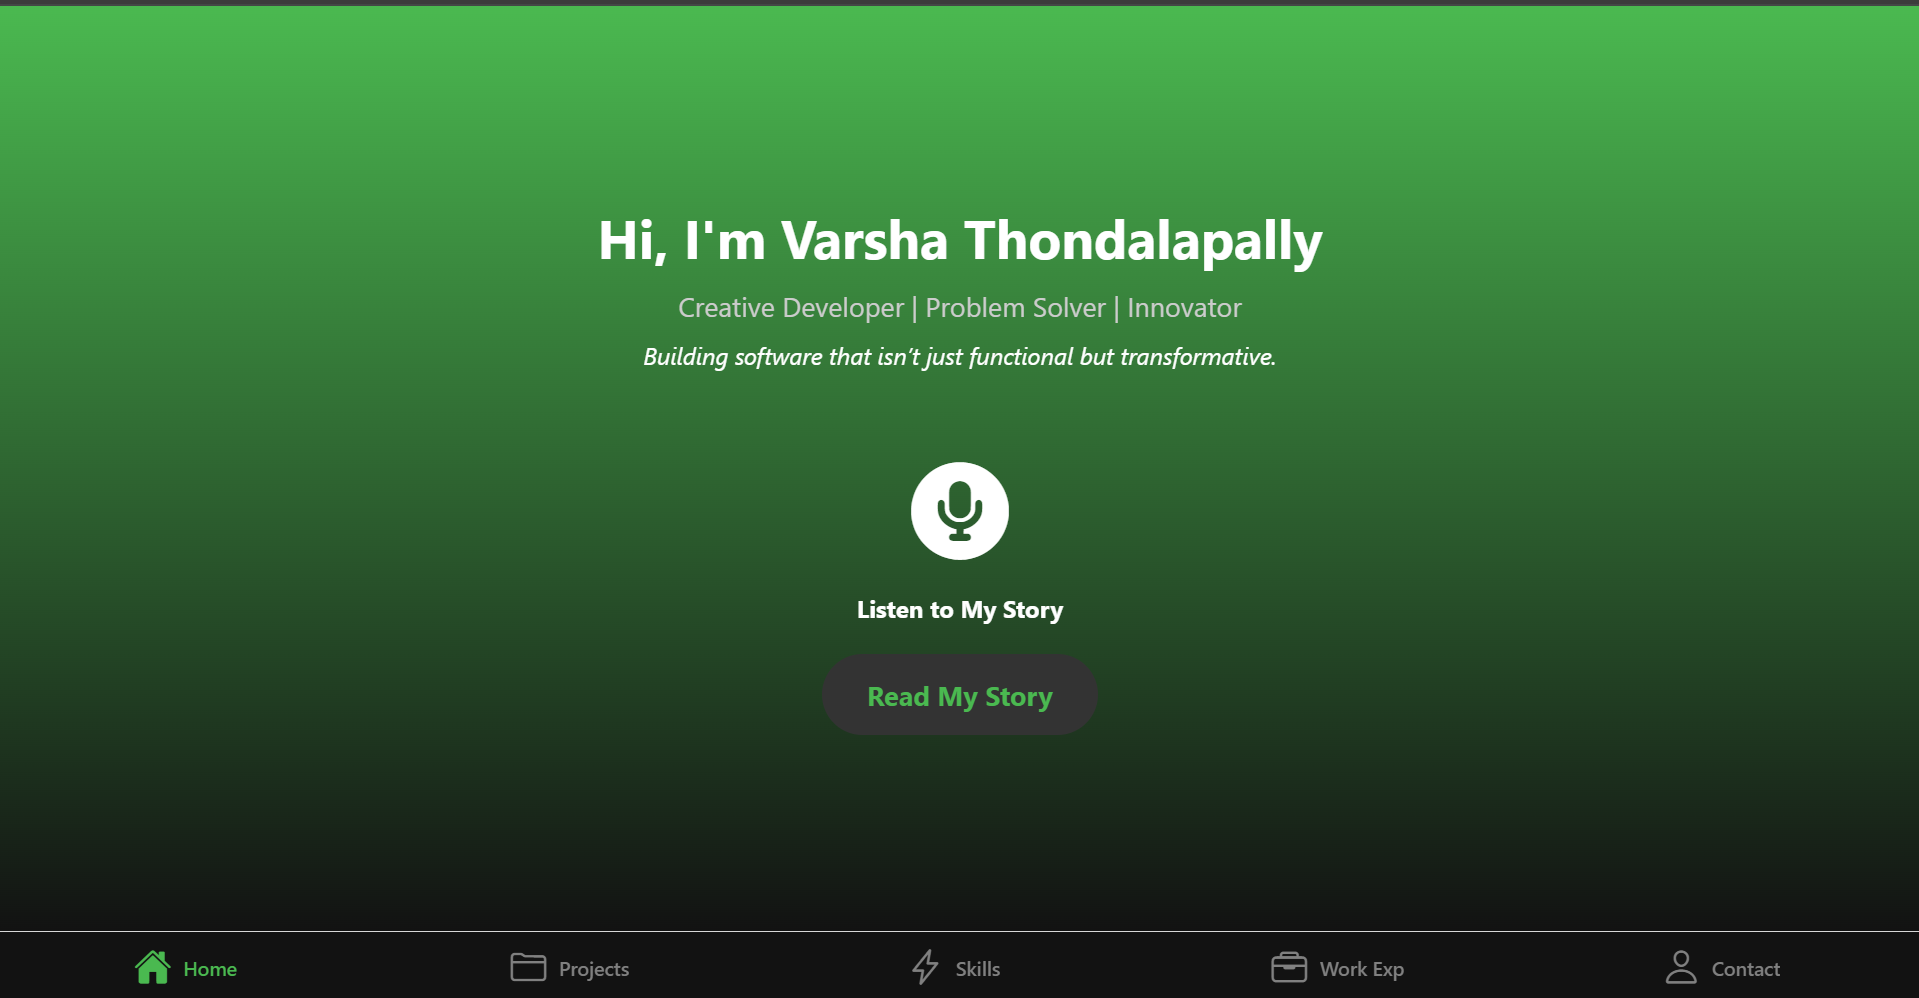 Hi, I'm Varsha Thondalapally
Creative Developer | Problem Solver | Innovator
Building software that isn’t just functional but transformative.
Listen to My Story
Read My Story
Home
Projects
Skills
Work Exp
Contact